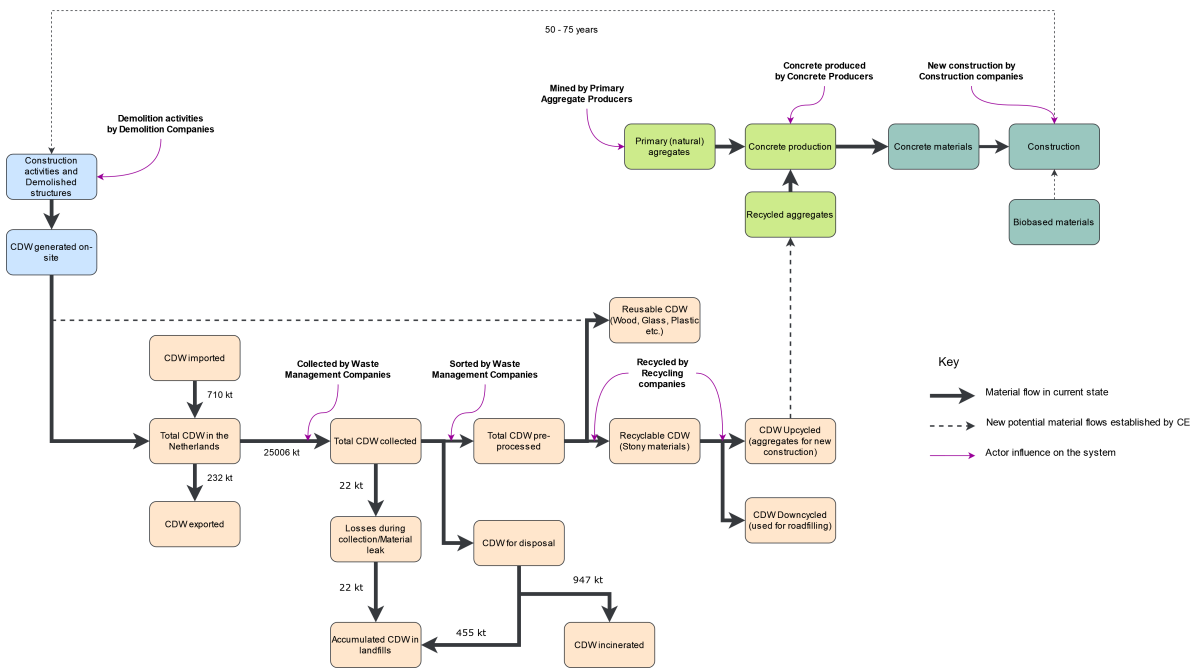 50 - 75 years
Concrete produced
by Concrete Producers
New construction by
Construction companies
Mined by Primary
Aggregate Producers
Demolition activities
by Demolition Companies
Primary (natural)
agregates
Concrete production
Concrete materials
Construction
Construction
activities and
Demolished
structures
Recycled aggregates
Biobased materials
CDW generated on-
site
Reusable CDW
(Wood, Glass, Plastic
etc.)
CDW imported
Collected by Waste
Management Companies
Sorted by Waste
Management Companies
Recycled by
Recycling
companies
Key
710 kt
Material flow in current state
New potential material flows established by CE
Actor influence on the system
Total CDW in the
Netherlands
25006 kt
Total CDW collected
Total CDW pre-
processed
Recyclable CDW
(Stony materials)
CDW Upcycled
(aggregates for new
construction)
232 kt
22 kt
CDW exported
Losses during
collection/Material
leak
CDW for disposal
CDW Downcycled
(used for roadfilling)
22 kt
947 kt
455 kt
Accumulated CDW in
landfills
CDW incinerated